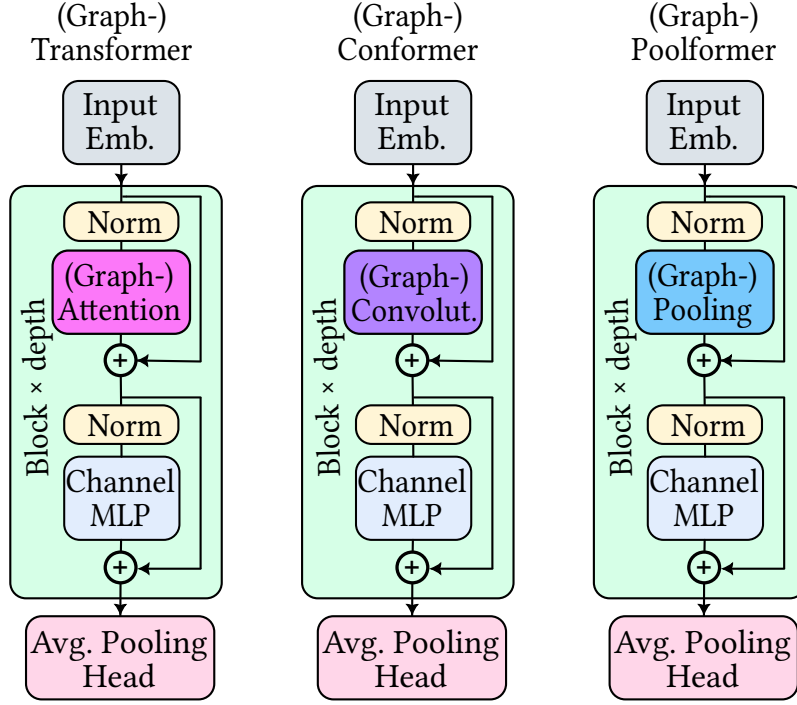 (Graph-)
Transformer
Input
Emb.
Norm
(Graph-)
Attention
+
Block × depth
Norm
Channel
MLP
+
Avg. Pooling
Head
(Graph-)
Conformer
Input
Emb.
Norm
(Graph-)
Convolut.
+
Block × depth
Norm
Channel
MLP
+
Avg. Pooling
Head
(Graph-)
Poolformer
Input
Emb.
Norm
(Graph-)
Pooling
+
Block × depth
Norm
Channel
MLP
+
Avg. Pooling
Head